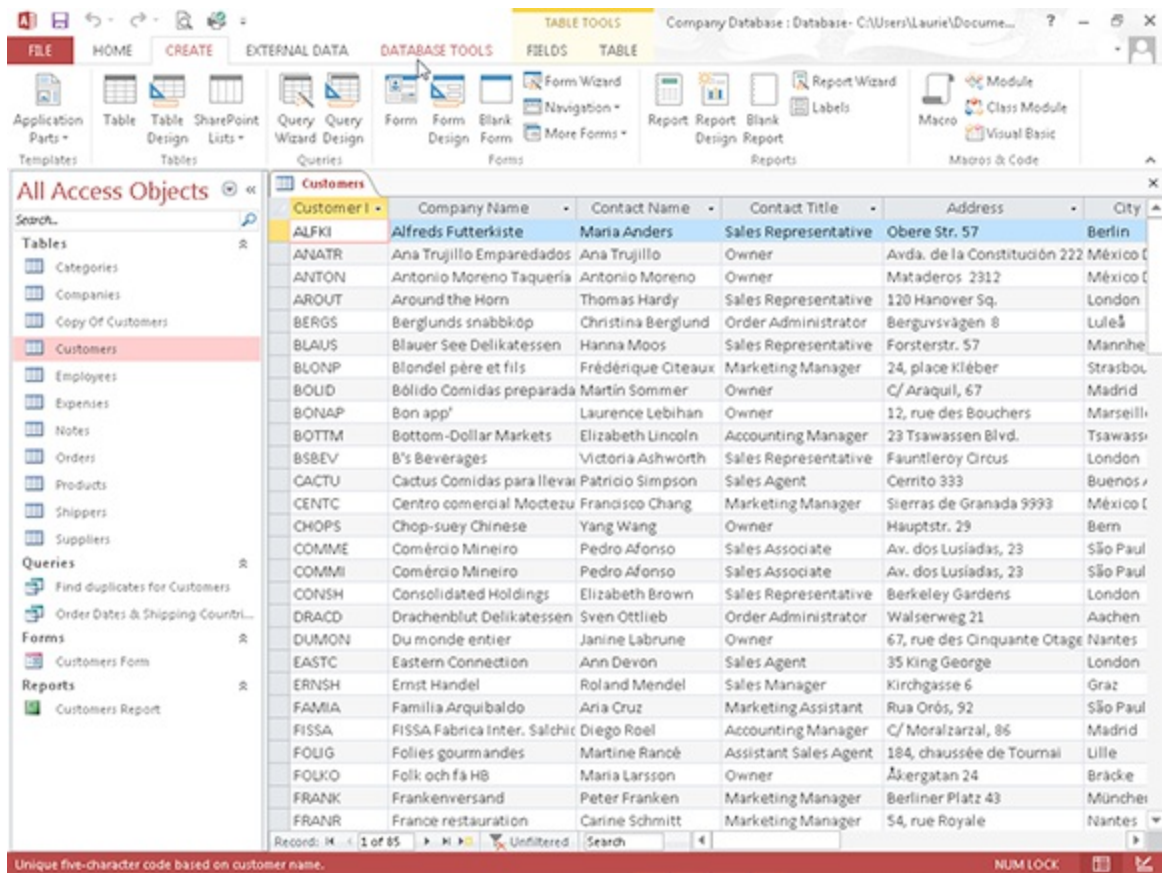 TABLE TOOLS Company Database : Database- C:\Users\Laurie\Docume... ?
FILE HOME CREATE EXTERNAL DATA DATABASE TOOLS FIELDS TABLE
Application Parts Table Table Design SharePoint Lists Query Wizard Query Design Form Form Design Blank Form Form Wizard Navigation More Forms Report Report Design Blank Report Report Wizard Labels Macro Module Class Module Visual Basic
Templates Tables Queries Forms Reports Macros & Code
All Access Objects
Search...
Tables
Categories
Companies
Copy Of Customers
Customers
Employees
Expenses
Notes
Orders
Products
Shippers
Suppliers
Queries
Find duplicates for Customers
Order Dates & Shipping Countri...
Forms
Customers Form
Reports
Customers Report
Customers
Customer I Company Name Contact Name Contact Title Address City
ALFKI Alfreds Futterkiste Maria Anders Sales Representative Obere Str. 57 Berlin
ANATR Ana Trujillo Emparedados Ana Trujillo Owner Avda. de la Constitución 222 México D
ANTON Antonio Moreno Taquería Antonio Moreno Owner Mataderos 2312 México D
AROUT Around the Horn Thomas Hardy Sales Representative 120 Hanover Sq. London
BERGS Berglunds snabbköp Christina Berglund Order Administrator Berguvsvägen 8 Luleå
BLAUS Blauer See Delikatessen Hanna Moos Sales Representative Forsterstr. 57 Mannhe
BLONP Blondel père et fils Frédérique Citeaux Marketing Manager 24, place Kléber Strasbou
BOLID Bólido Comidas preparada Martín Sommer Owner C/ Araquil, 67 Madrid
BONAP Bon app' Laurence Lebihan Owner 12, rue des Bouchers Marseille
BOTTM Bottom-Dollar Markets Elizabeth Lincoln Accounting Manager 23 Tsawassen Blvd. Tsawass
BSBEV B's Beverages Victoria Ashworth Sales Representative Fauntleroy Circus London
CACTU Cactus Comidas para llevar Patricio Simpson Sales Agent Cerrito 333 Buenos A
CENTC Centro comercial Moctezu Francisco Chang Marketing Manager Sierras de Granada 9993 México D
CHOPS Chop-suey Chinese Yang Wang Owner Hauptstr. 29 Bern
COMME Comércio Mineiro Pedro Afonso Sales Associate Av. dos Lusíadas, 23 São Paul
COMMI Comércio Mineiro Pedro Afonso Sales Associate Av. dos Lusíadas, 23 São Paul
CONSH Consolidated Holdings Elizabeth Brown Sales Representative Berkeley Gardens London
DRACD Drachenblut Delikatessen Sven Ottlieb Order Administrator Walserweg 21 Aachen
DUMON Du monde entier Janine Labrune Owner 67, rue des Cinquante Otage Nantes
EASTC Eastern Connection Ann Devon Sales Agent 35 King George London
ERNSH Ernst Handel Roland Mendel Sales Manager Kirchgasse 6 Graz
FAMIA Familia Arquibaldo Aria Cruz Marketing Assistant Rua Orós, 92 São Paul
FISSA FISSA Fabrica Inter. Salchic Diego Roel Accounting Manager C/ Moralzarzal, 86 Madrid
FOLIG Folies gourmandes Martine Rancé Assistant Sales Agent 184, chaussée de Tournai Lille
FOLKO Folk och fä HB Maria Larsson Owner Åkergatan 24 Bräcke
FRANK Frankenversand Peter Franken Marketing Manager Berliner Platz 43 München
FRANR France restauration Carine Schmitt Marketing Manager 54, rue Royale Nantes
Record: 1 of 85 Unfiltered Search
Unique five-character code based on customer name. NUM LOCK